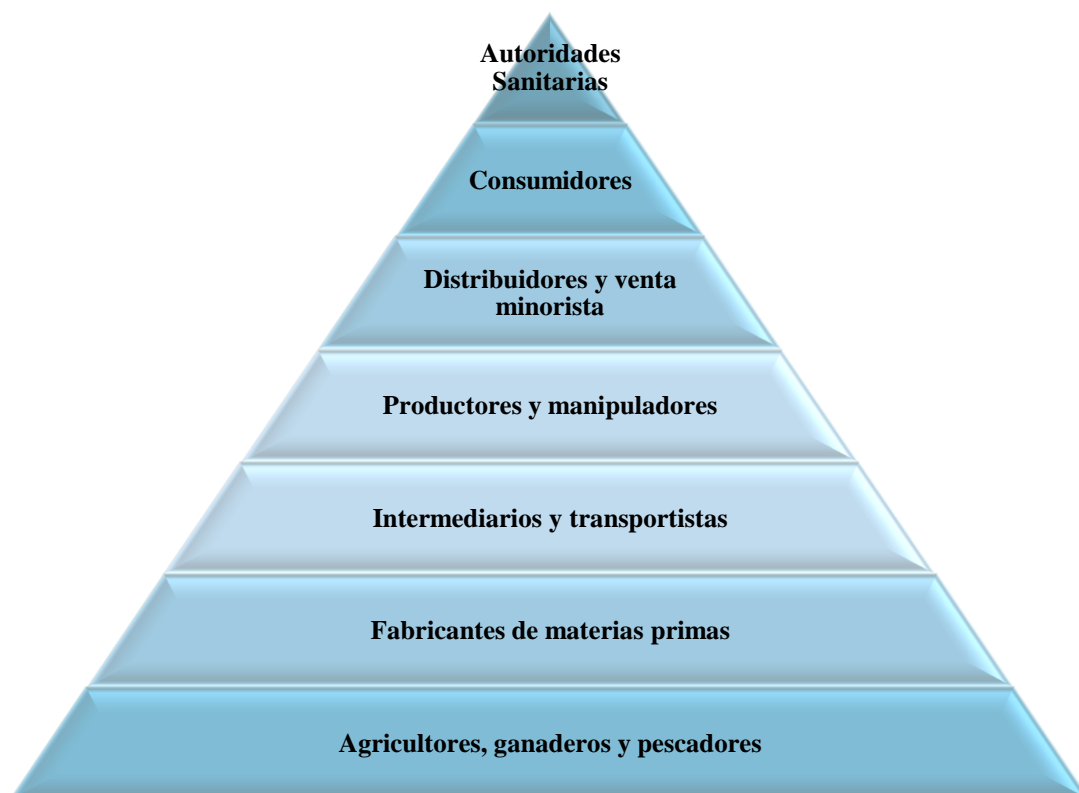 Autoridades
Sanitarias
Consumidores
Distribuidores y venta
minorista
Productores y manipuladores
Intermediarios y transportistas
Fabricantes de materias primas
Agricultores, ganaderos y pescadores